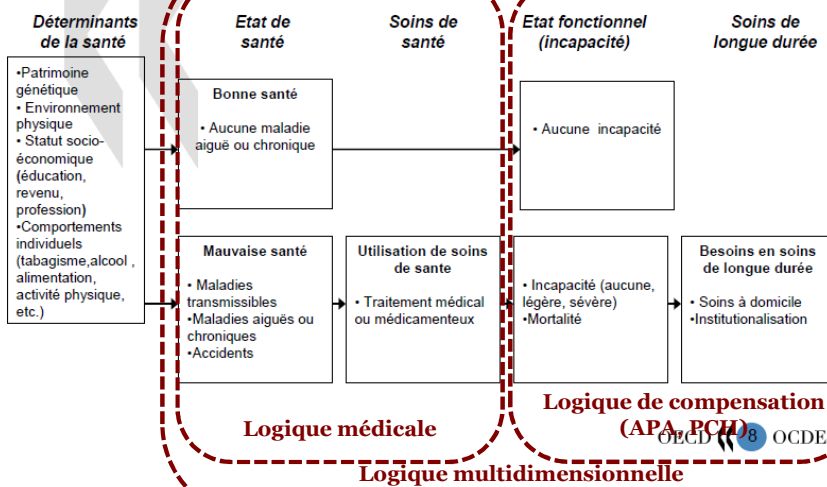 Déterminants
de la santé
Etat de
santé
Soins de
santé
Etat fonctionnel
(incapacité)
Soins de
longue durée
•Patrimoine
génétique
• Environnement
physique
• Statut socio-
économique
(éducation,
revenu,
profession)
•Comportements
individuels
(tabagisme,alcool ,
alimentation,
activité physique,
etc.)
Bonne santé
• Aucune maladie
aiguë ou chronique
• Aucune incapacité
Mauvaise santé
• Maladies
transmissibles
•Maladies aiguës ou
chroniques
•Accidents
Utilisation de soins
de sante
• Traitement médical
ou médicamenteux
• Incapacité (aucune,
légère, sévère)
•Mortalité
Besoins en soins
de longue durée
• Soins à domicile
•Institutionalisation
Logique médicale
Logique de compensation
(APA, PCH)
OECD 8 OCDE
Logique multidimensionnelle